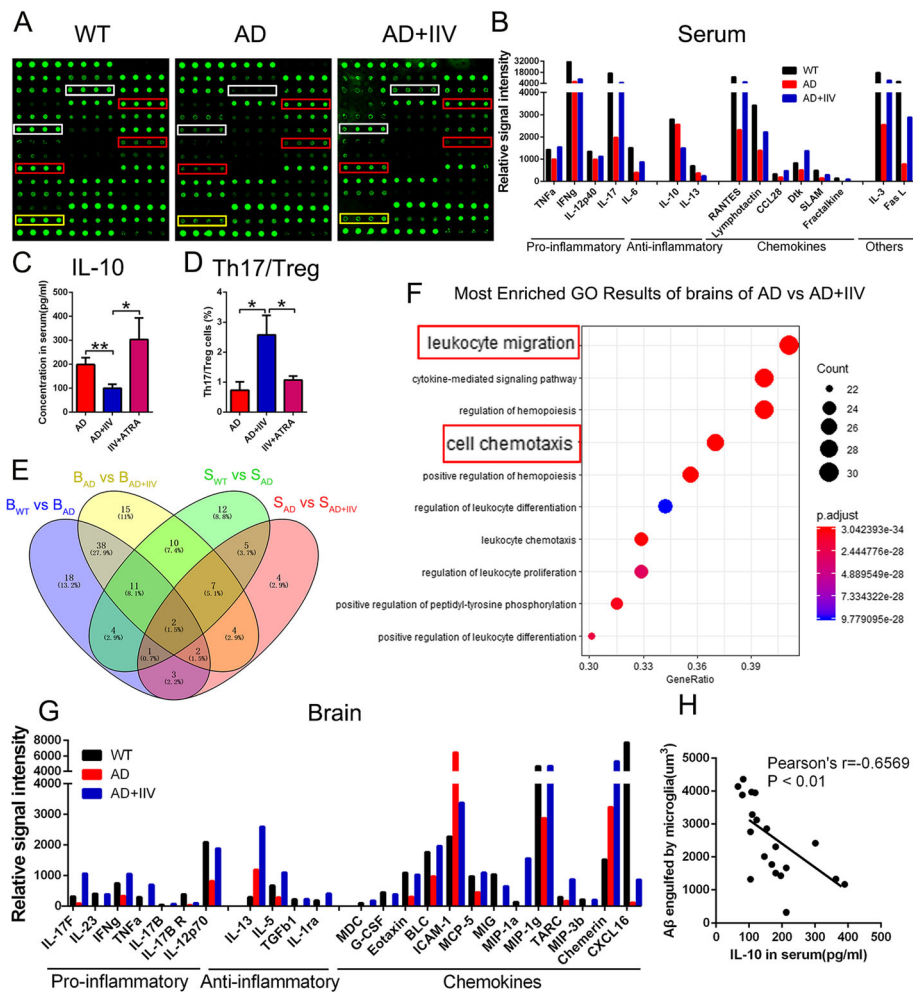 A
WT
AD
AD+IIV
B
Serum
Relative signal intensity
32000
23000
14000
4000
3000
2000
1000
0
WT
AD
AD+IIV
TNFa
IFNg
IL-12p40
IL-17
IL-6
IL-10
IL-13
RANTES
Lymphotactin
CCL28
Dtk
SLAM
Fractalkine
IL-3
Fas L
Pro-inflammatory
Anti-inflammatory
Chemokines
Others
C
IL-10
Concentration in serum(pg/ml)
500
400
300
200
100
0
**
*
AD
AD+IIV
IIV+ATRA
D
Th17/Treg
Th17/Treg cells (%)
4
3
2
1
0
*
*
AD
AD+IIV
IIV+ATRA
E
BWT vs BAD
BAD vs BAD+IIV
SWT vs SAD
SAD vs SAD+IIV
15
(11%)
12
(8.8%)
38
(27.9%)
10
(7.4%)
5
(3.7%)
18
(13.2%)
11
(8.1%)
7
(5.1%)
4
(2.9%)
2
(1.5%)
4
(2.9%)
4
(2.9%)
1
(0.7%)
2
(1.5%)
3
(2.2%)
F
Most Enriched GO Results of brains of AD vs AD+IIV
leukocyte migration
cytokine-mediated signaling pathway
regulation of hemopoiesis
cell chemotaxis
positive regulation of hemopoiesis
regulation of leukocyte differentiation
leukocyte chemotaxis
regulation of leukocyte proliferation
positive regulation of peptidyl-tyrosine phosphorylation
positive regulation of leukocyte differentiation
0.30
0.33
0.36
0.39
GeneRatio
Count
22
24
26
28
30
p.adjust
3.042393e-34
2.444776e-28
4.889549e-28
7.334322e-28
9.779095e-28
G
Brain
Relative signal intensity
8000
6000
4000
3000
2000
1000
0
WT
AD
AD+IIV
IL-17F
IL-23
IFNg
TNFa
IL-17B
IL-17B R
IL-12p70
IL-13
IL-5
TGFb1
IL-1ra
MDC
G-CSF
Eotaxin
BLC
ICAM-1
MCP-5
MIG
MIP-1a
MIP-1g
TARC
MIP-3b
Chemerin
CXCL16
Pro-inflammatory
Anti-inflammatory
Chemokines
H
Aβ engulfed by microglia(um³)
5000
4000
3000
2000
1000
0
Pearson's r=-0.6569
P < 0.01
0
100
200
300
400
500
IL-10 in serum(pg/ml)